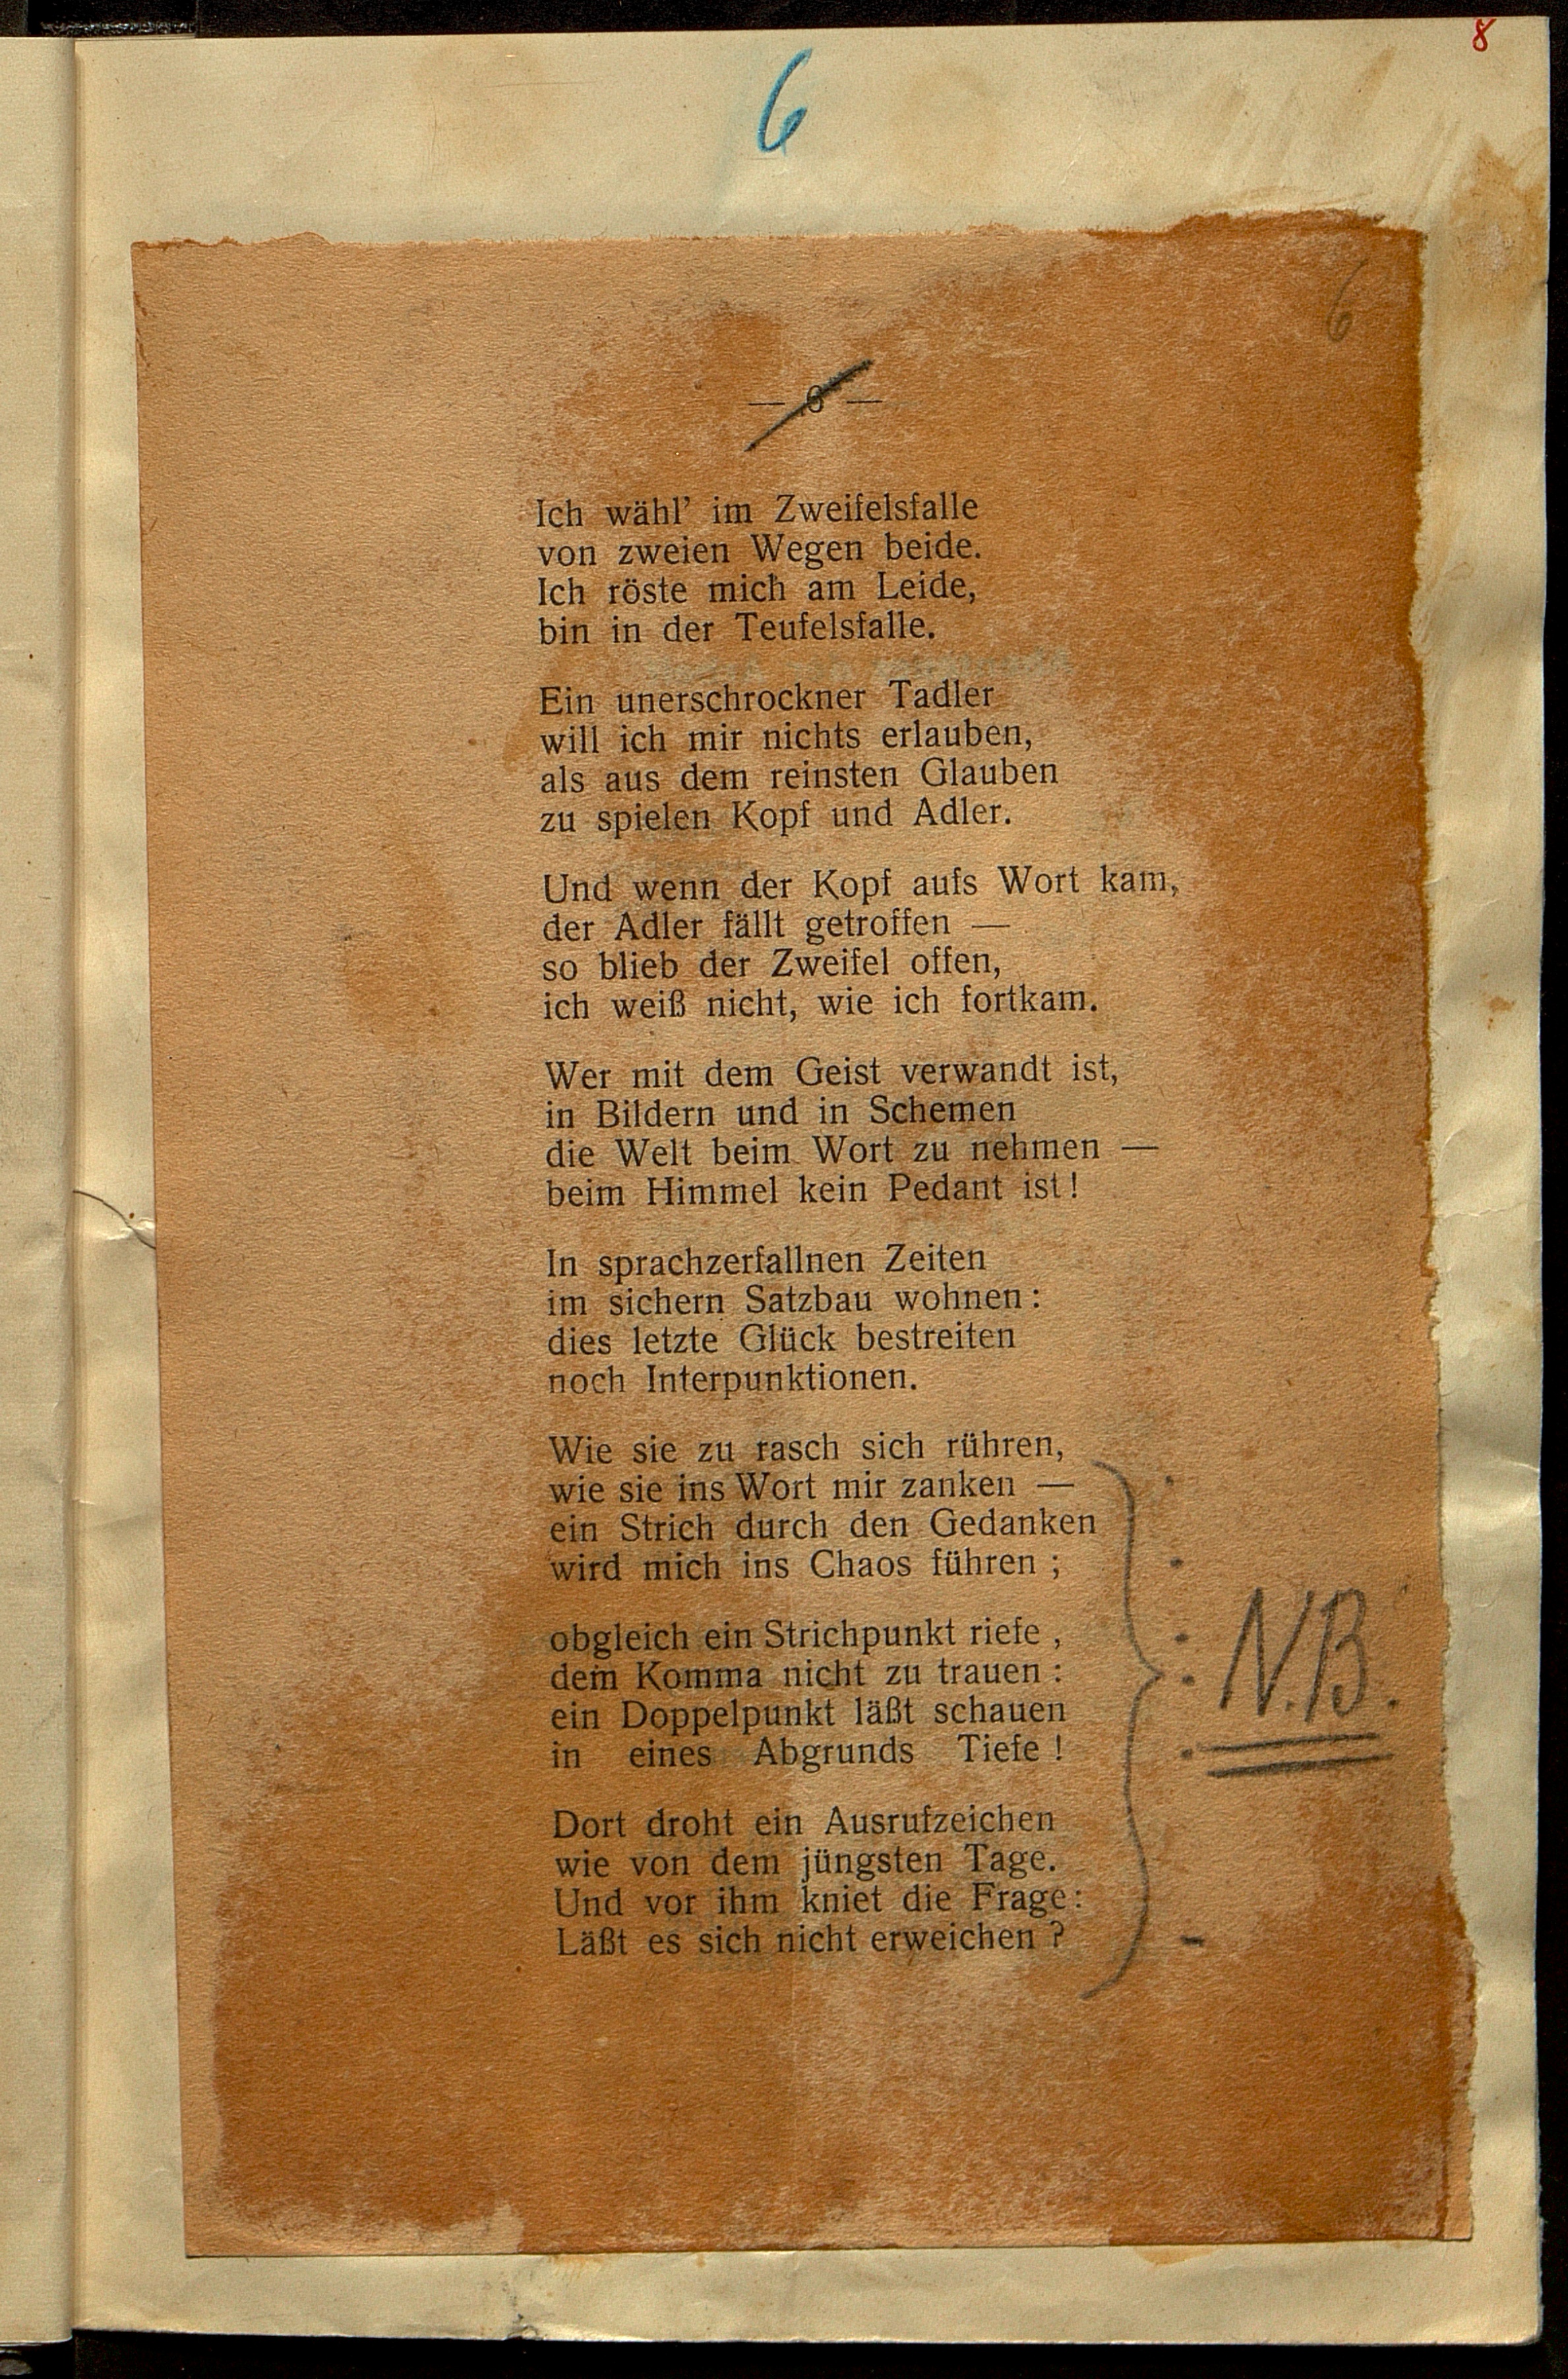 8
6
6
— 6 —
Ich wähl’ im Zweifelsfalle
von zweien Wegen beide.
Ich röste mich am Leide,
bin in der Teufelsfalle.
Ein unerschrockner Tadler
will ich mir nichts erlauben,
als aus dem reinsten Glauben
zu spielen Kopf und Adler.
Und wenn der Kopf aufs Wort kam,
der Adler fällt getroffen —
so blieb der Zweifel offen,
ich weiß nicht, wie ich fortkam.
Wer mit dem Geist verwandt ist,
in Bildern und in Schemen
die Welt beim Wort zu nehmen —
beim Himmel kein Pedant ist!
In sprachzerfallnen Zeiten
im sichern Satzbau wohnen:
dies letzte Glück bestreiten
noch Interpunktionen.
Wie sie zu rasch sich rühren,
wie sie ins Wort mir zanken —
ein Strich durch den Gedanken
wird mich ins Chaos führen ;
obgleich ein Strichpunkt riefe ,
dem Komma nicht zu trauen :
ein Doppelpunkt läßt schauen
in eines Abgrunds Tiefe !
N.B.
Dort droht ein Ausrufzeichen
wie von dem jüngsten Tage.
Und vor ihm kniet die Frage:
Läßt es sich nicht erweichen ?